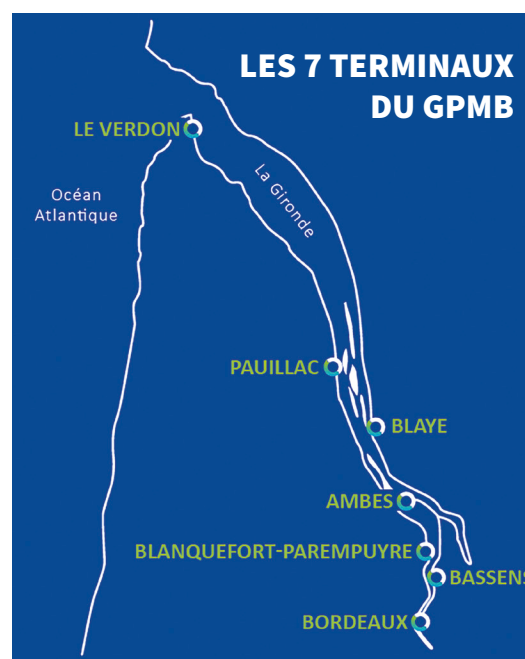 LES 7 TERMINAUX
DU GPMB
LE VERDON
Océan
Atlantique
La Gironde
PAUILLAC
BLAYE
AMBES
BLANQUEFORT-PAREMPUYRE
BASSENS
BORDEAUX